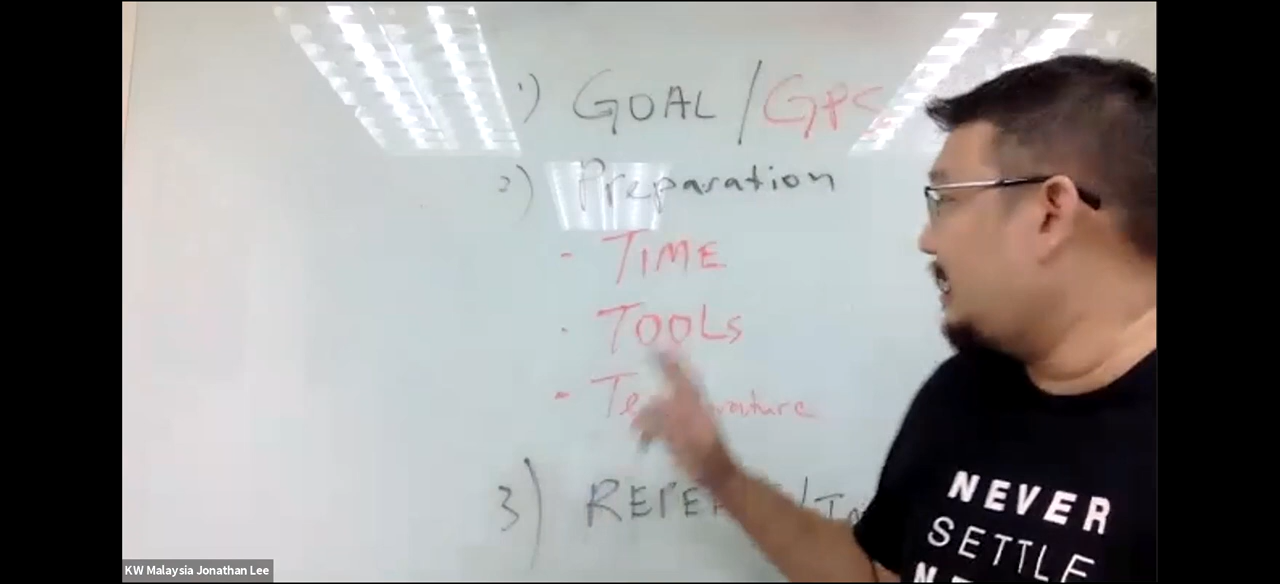 1) GOAL / GPS
2) Preparation
- TIME
- TOOLS
-
3)
NEVER
SETTLE
KW Malaysia Jonathan Lee